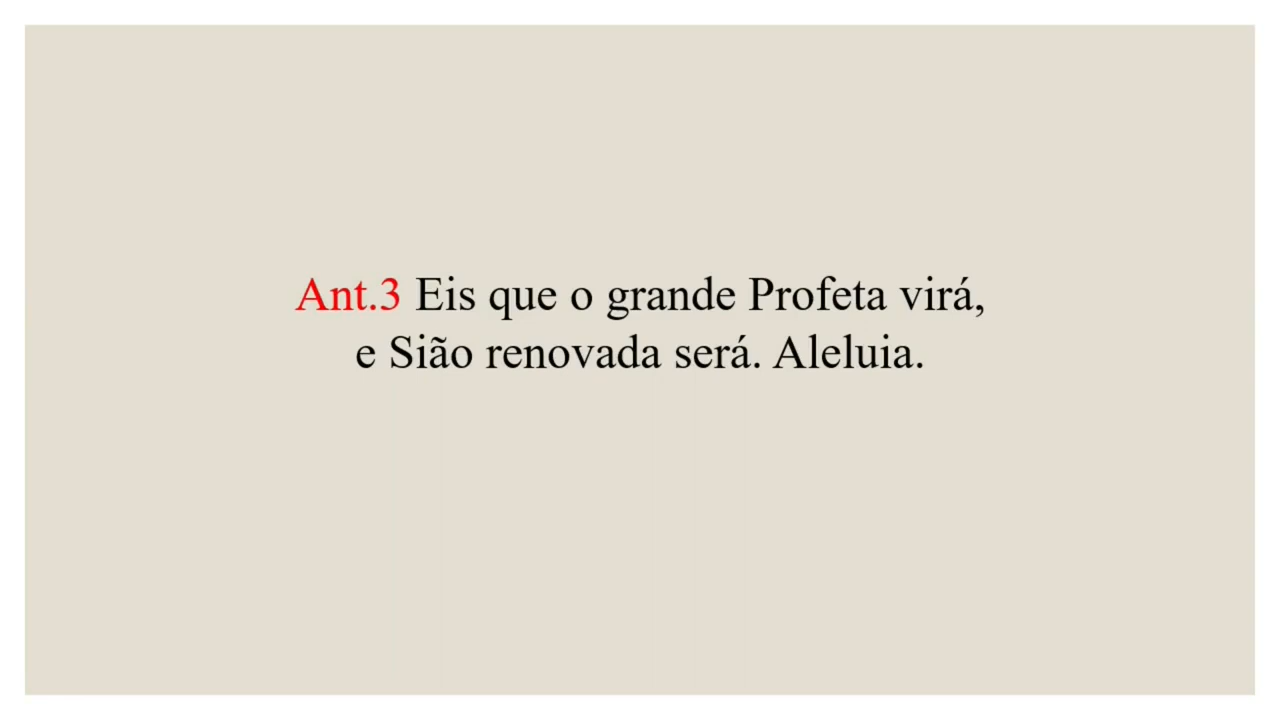 Ant.3 Eis que o grande Profeta virá,
e Sião renovada será. Aleluia.